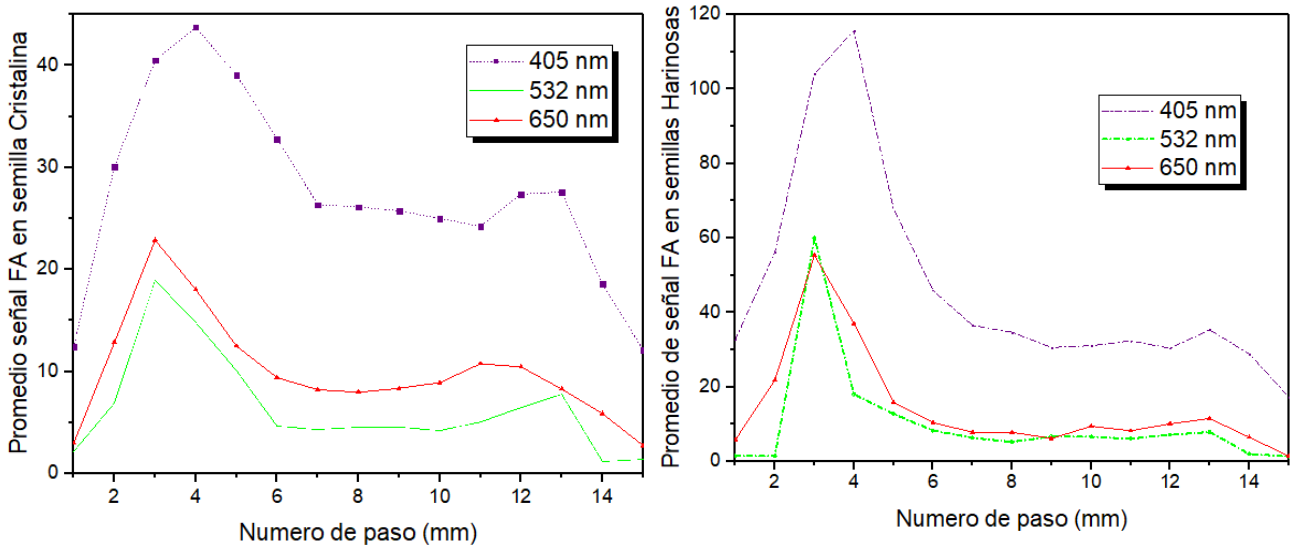 Promedio señal FA en semilla Cristalina
40
30
20
10
0
405 nm
532 nm
650 nm
2 4 6 8 10 12 14
Numero de paso (mm)
Promedio de señal FA en semillas Harinosas
120
100
80
60
40
20
0
405 nm
532 nm
650 nm
2 4 6 8 10 12 14
Numero de paso (mm)